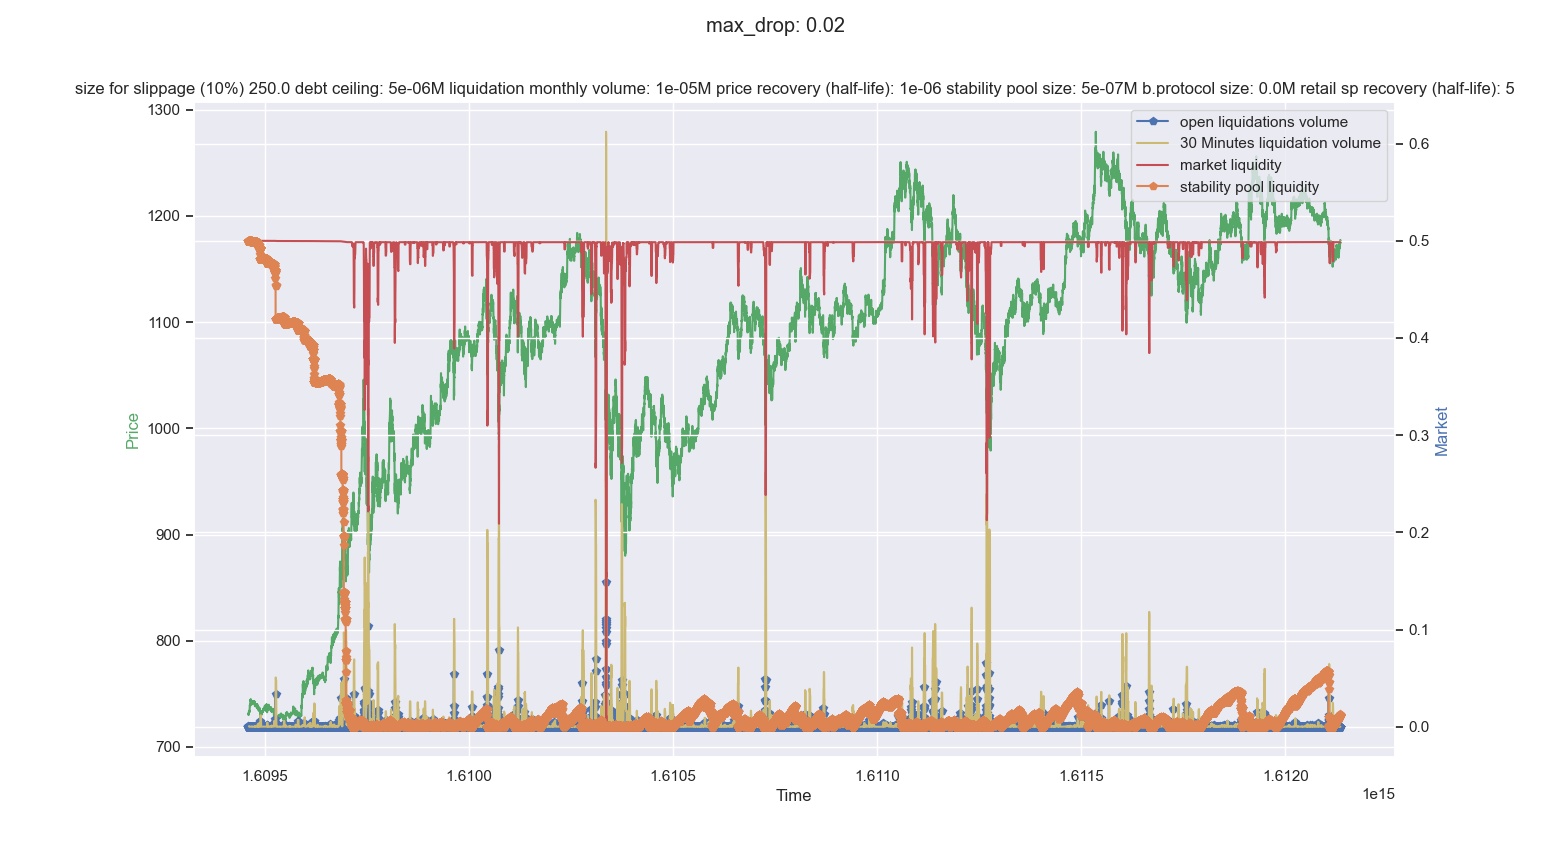 max_drop: 0.02
size for slippage (10%) 250.0 debt ceiling: 5e-06M liquidation monthly volume: 1e-05M price recovery (half-life): 1e-06 stability pool size: 5e-07M b.protocol size: 0.0M retail sp recovery (half-life): 5
open liquidations volume
30 Minutes liquidation volume
market liquidity
stability pool liquidity
1300
1200
1100
1000
900
800
700
Price
0.6
0.5
0.4
0.3
0.2
0.1
0.0
Market
1.6095 1.6100 1.6105 1.6110 1.6115 1.6120
Time
1e15